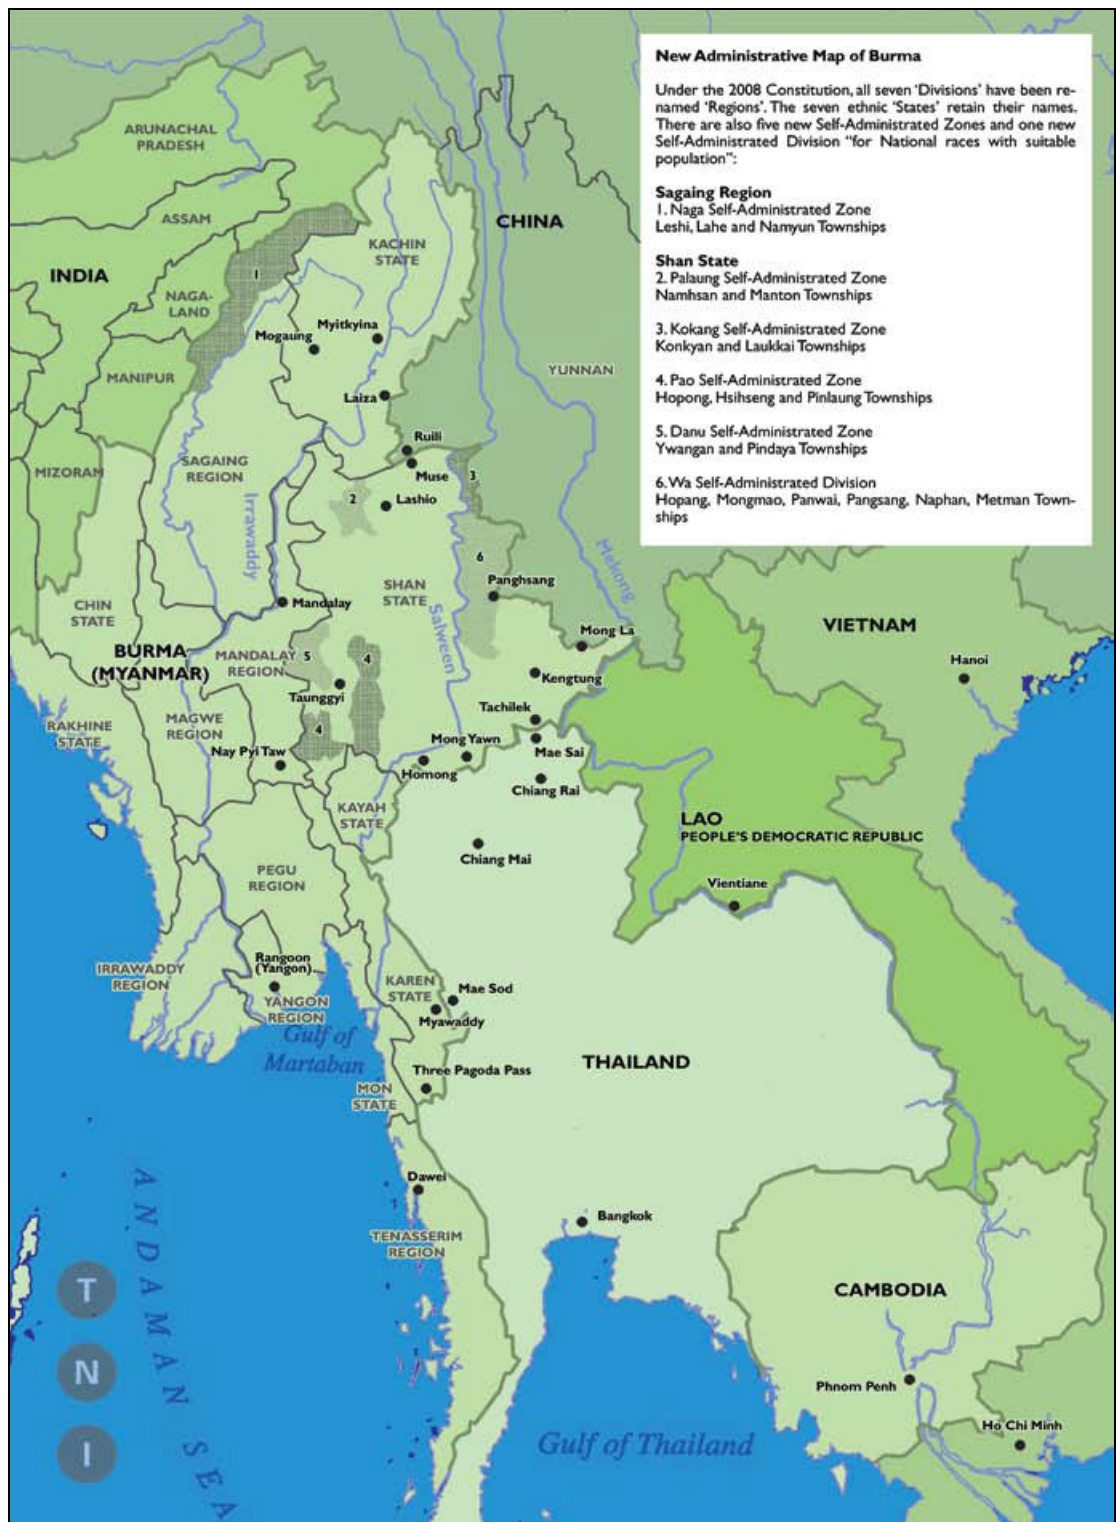 New Administrative Map of Burma
Under the 2008 Constitution, all seven 'Divisions' have been re-
named 'Regions'. The seven ethnic 'States' retain their names.
There are also five new Self-Administrated Zones and one new
Self-Administrated Division "for National races with suitable
population":
Sagaing Region
1. Naga Self-Administrated Zone
Leshi, Lahe and Namyun Townships
Shan State
2. Palaung Self-Administrated Zone
Namhsan and Manton Townships
3. Kokang Self-Administrated Zone
Konkyan and Laukkai Townships
4. Pao Self-Administrated Zone
Hopong, Hsihseng and Pinlaung Townships
5. Danu Self-Administrated Zone
Ywangan and Pindaya Townships
6. Wa Self-Administrated Division
Hopang, Mongmao, Panwai, Pangsang, Naphan, Metman Town-
ships
ARUNACHAL
PRADESH
ASSAM
CHINA
KACHIN
STATE
INDIA
1
NAGA-
LAND
Myitkyina
Mogaung
MANIPUR
YUNNAN
Laiza
Ruili
MIZORAM
SAGAING
REGION
Muse
3
2
Lashio
Irrawaddy
6
Mekong
Panghsang
SHAN
STATE
Salween
CHIN
STATE
Mandalay
VIETNAM
Mong La
BURMA
(MYANMAR)
MANDALAY
REGION
5
4
Hanoi
Kengtung
Taunggyi
Tachilek
RAKHINE
STATE
MAGWE
REGION
4
Nay Pyi Taw
Mong Yawn
Mae Sai
Homong
Chiang Rai
KAYAH
STATE
LAO
PEOPLE'S DEMOCRATIC REPUBLIC
Chiang Mai
PEGU
REGION
Vientiane
Rangoon
(Yangon)
IRRAWADDY
REGION
YANGON
REGION
KAREN
STATE
Mae Sod
Myawaddy
Gulf of
Martaban
THAILAND
Three Pagoda Pass
MON
STATE
Dawei
Bangkok
TENASSERIM
REGION
ANDAMAN SEA
T
N
I
CAMBODIA
Phnom Penh
Ho Chi Minh
Gulf of Thailand